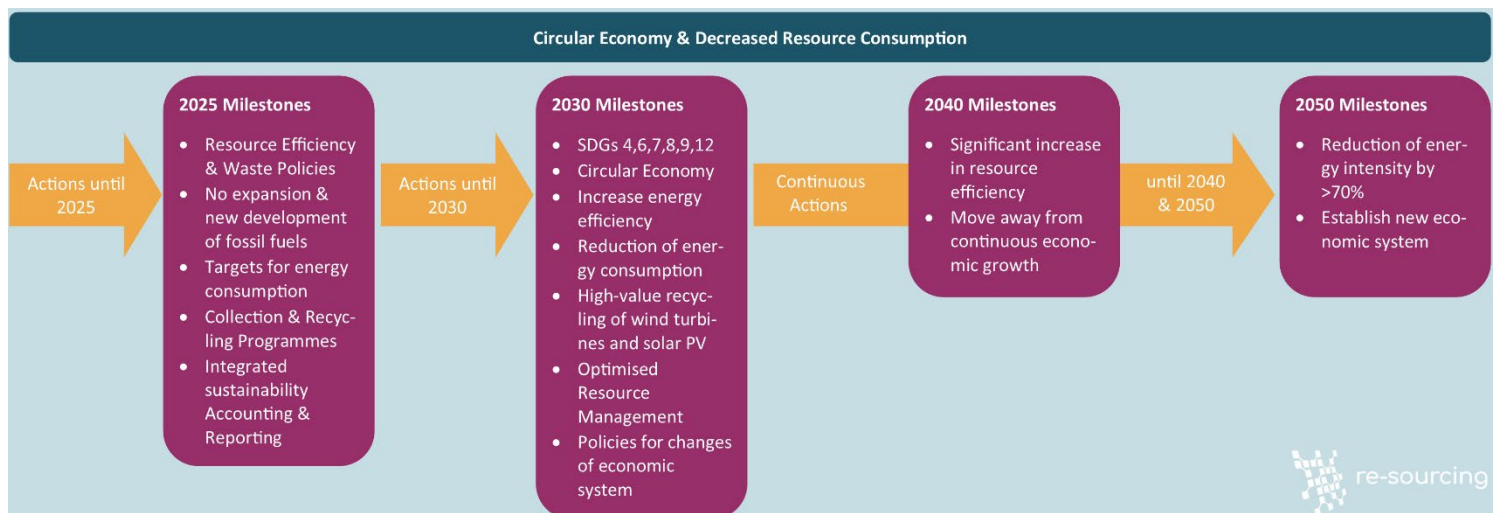 Circular Economy & Decreased Resource Consumption
Actions until
2025
2025 Milestones
• Resource Efficiency
& Waste Policies
• No expansion &
new development
of fossil fuels
• Targets for energy
consumption
• Collection & Recyc-
ling Programmes
• Integrated
sustainability
Accounting &
Reporting
Actions until
2030
2030 Milestones
• SDGs 4,6,7,8,9,12
• Circular Economy
• Increase energy
efficiency
• Reduction of ener-
gy consumption
• High-value recyc-
ling of wind turbi-
nes and solar PV
• Optimised
Resource
Management
• Policies for changes
of economic
system
Continuous
Actions
2040 Milestones
• Significant increase
in resource
efficiency
• Move away from
continuous econo-
mic growth
until 2040
& 2050
2050 Milestones
• Reduction of ener-
gy intensity by
>70%
• Establish new eco-
nomic system
re-sourcing